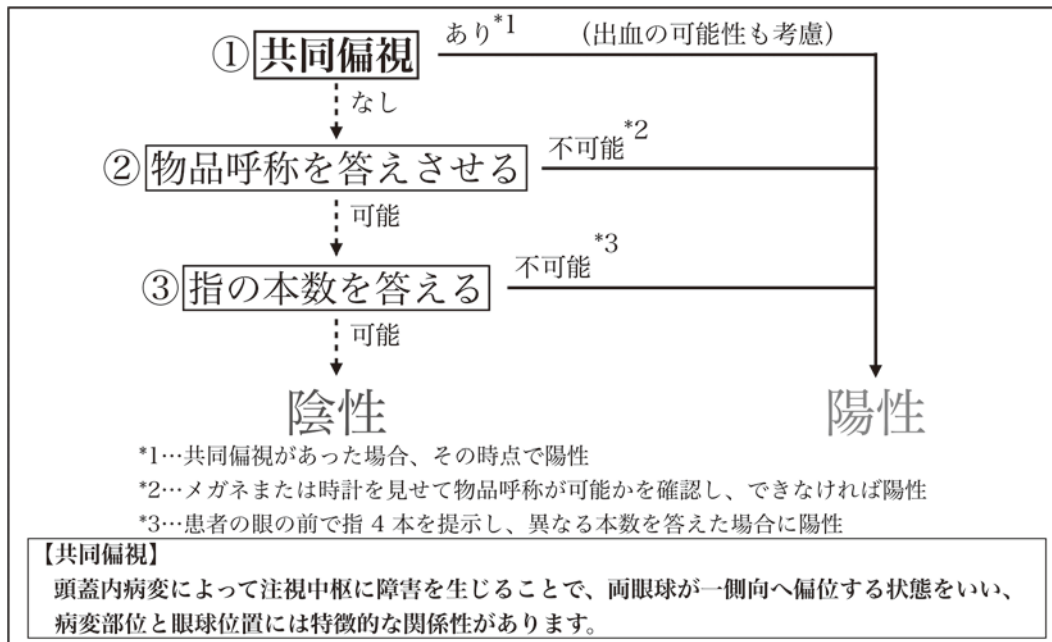 あり*1 (出血の可能性も考慮)
①共同偏視
なし
不可能*2
②物品呼称を答えさせる
可能
不可能*3
③指の本数を答える
可能
陰性 陽性
*1…共同偏視があった場合、その時点で陽性
*2…メガネまたは時計を見せて物品呼称が可能かを確認し、できなければ陽性
*3…患者の眼の前で指 4 本を提示し、異なる本数を答えた場合に陽性
【共同偏視】
頭蓋内病変によって注視中枢に障害を生じることで、両眼球が一側向へ偏位する状態をいい、
病変部位と眼球位置には特徴的な関係性があります。